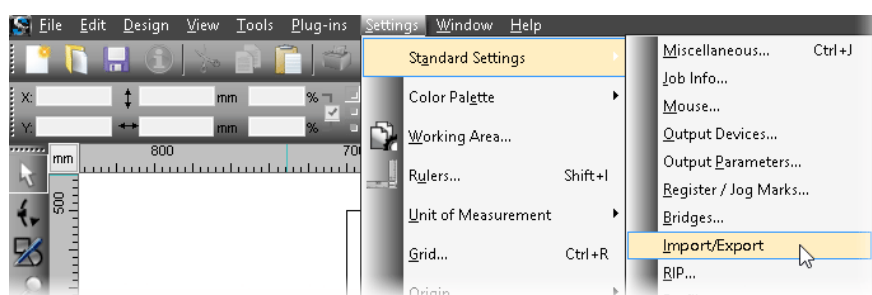 File Edit Design View Tools Plug-ins Settings Window Help
Standard Settings
Color Palette
Working Area...
Rulers... Shift+I
Unit of Measurement
Grid... Ctrl+R
Origin
Miscellaneous... Ctrl+J
Job Info...
Mouse...
Output Devices...
Output Parameters...
Register / Jog Marks...
Bridges...
Import/Export
RIP...
X: mm %
Y: mm %
mm 800 700
500